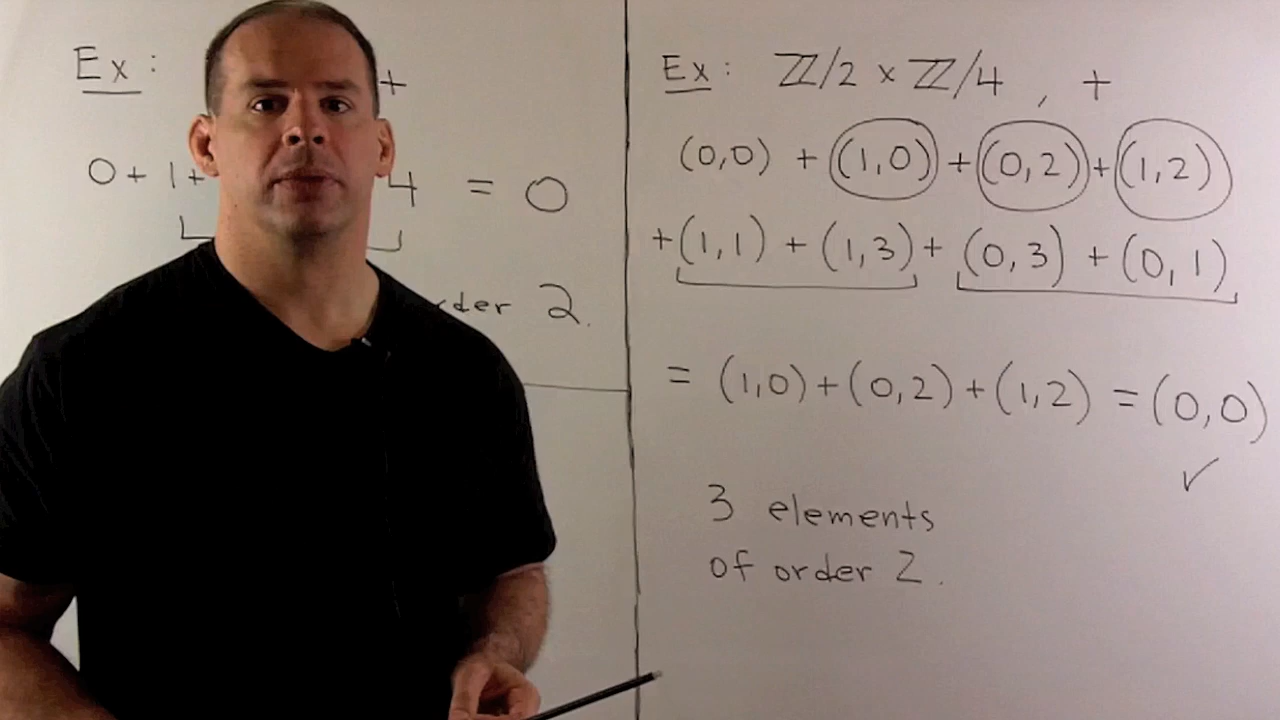 Ex :
+
0 + 1 +
4 = 0
order 2.
Ex : ℤ/2 × ℤ/4 , +
(0,0) + (1,0) + (0,2) + (1,2)
+ (1,1) + (1,3) + (0,3) + (0,1)
= (1,0) + (0,2) + (1,2) = (0,0)
✓
3 elements
of order 2.